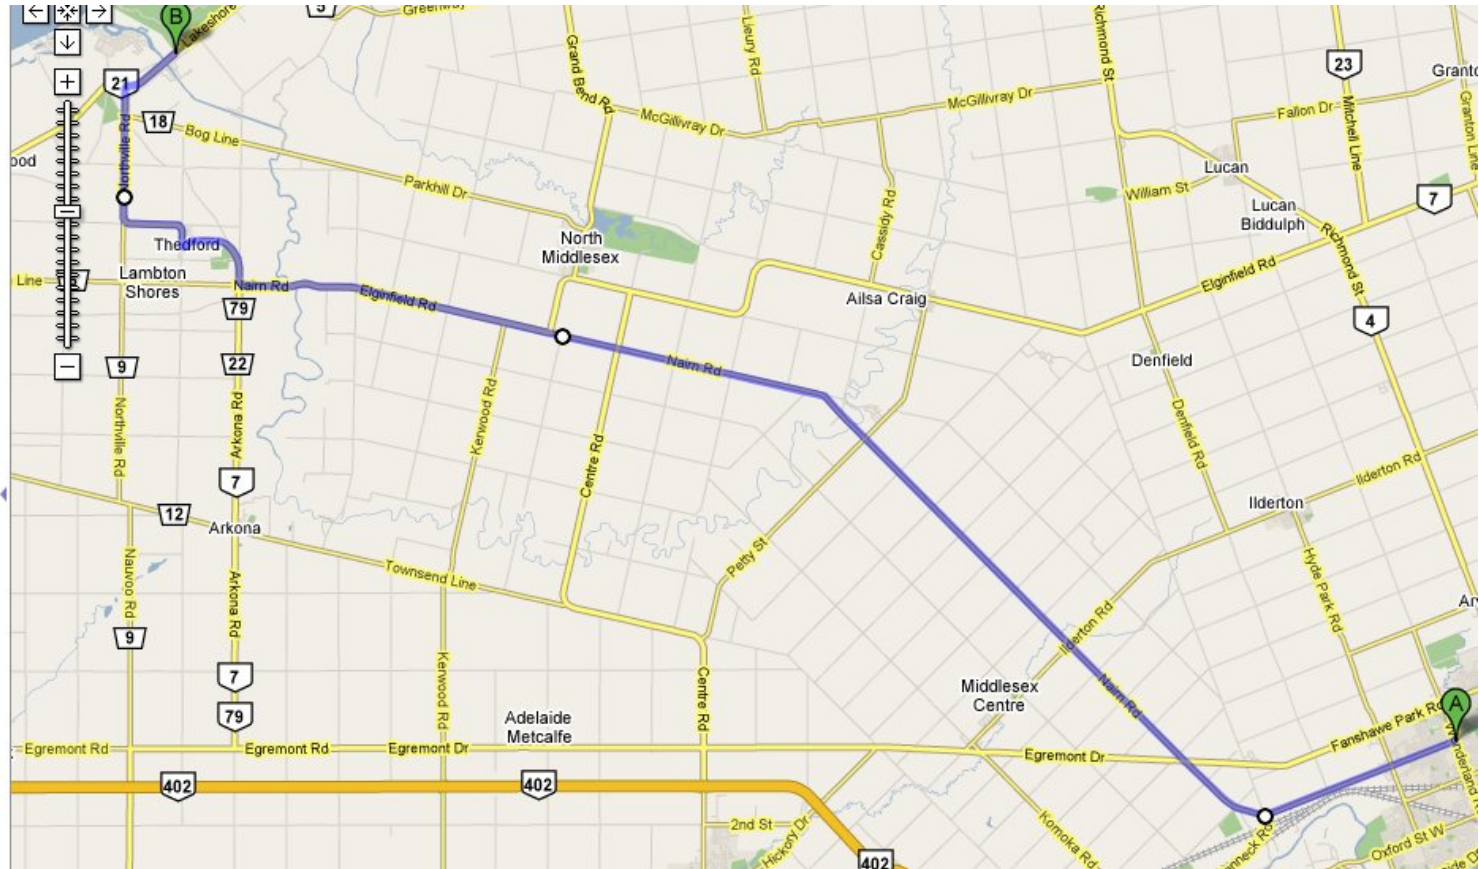 B
Lakeshore
5
Greenway
21
18
Bog Line
Northville Rd
ood
Parkhill Dr
Grand Bend Rd
McGillivray Dr
Lieury Rd
McGillivray Dr
Richmond St
23
Granto
Fallon Dr
Mitchell Line
Granton Line
Lucan
William St
Lucan
Biddulph
7
Cassidy Rd
Richmond St
Elginfield Rd
Thedford
North
Middlesex
Line
Lambton
Shores
Nairn Rd
79
Elginfield Rd
Ailsa Craig
4
9
22
Nairn Rd
Denfield
Northville Rd
Arkona Rd
Kerwood Rd
Centre Rd
Denfield Rd
Ilderton Rd
7
12
Arkona
Ilderton
Nauvoo Rd
Arkona Rd
Townsend Line
Petty St
Hyde Park Rd
Ilderton Rd
Ar
9
7
79
Kerwood Rd
Centre Rd
Middlesex
Centre
Nairn Rd
A
Adelaide
Metcalfe
Fanshawe Park Rd
Wonderland
Egremont Rd
Egremont Rd
Egremont Dr
Egremont Dr
402
402
2nd St
Hickory Dr
Komoka Rd
Oxford St W
402